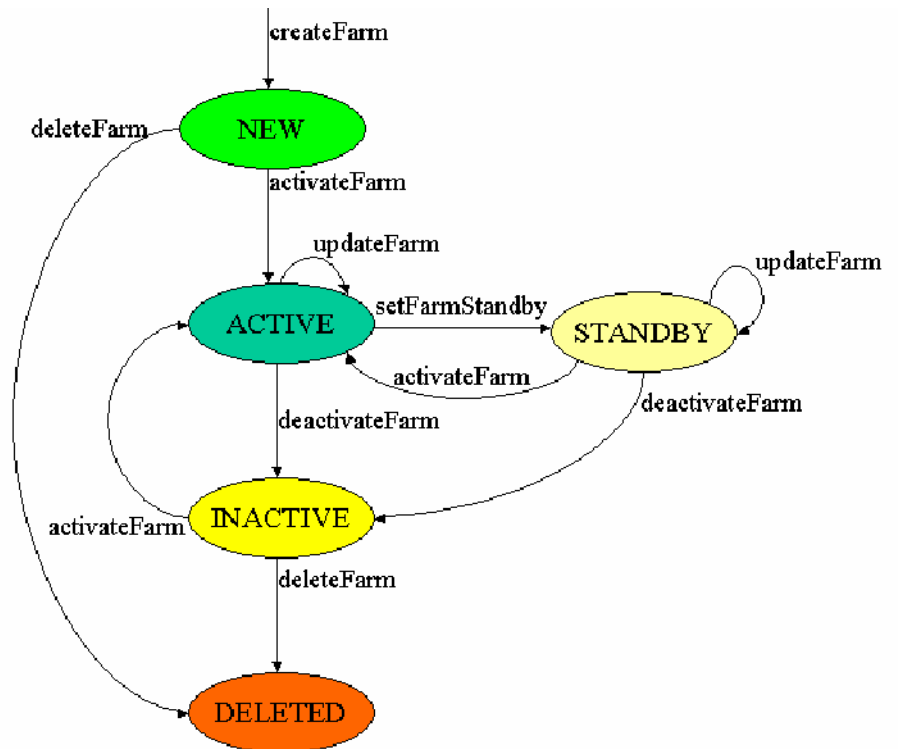 createFarm
deleteFarm
NEW
activateFarm
updateFarm
updateFarm
ACTIVE
setFarmStandby
STANDBY
activateFarm
deactivateFarm
deactivateFarm
INACTIVE
activateFarm
deleteFarm
DELETED